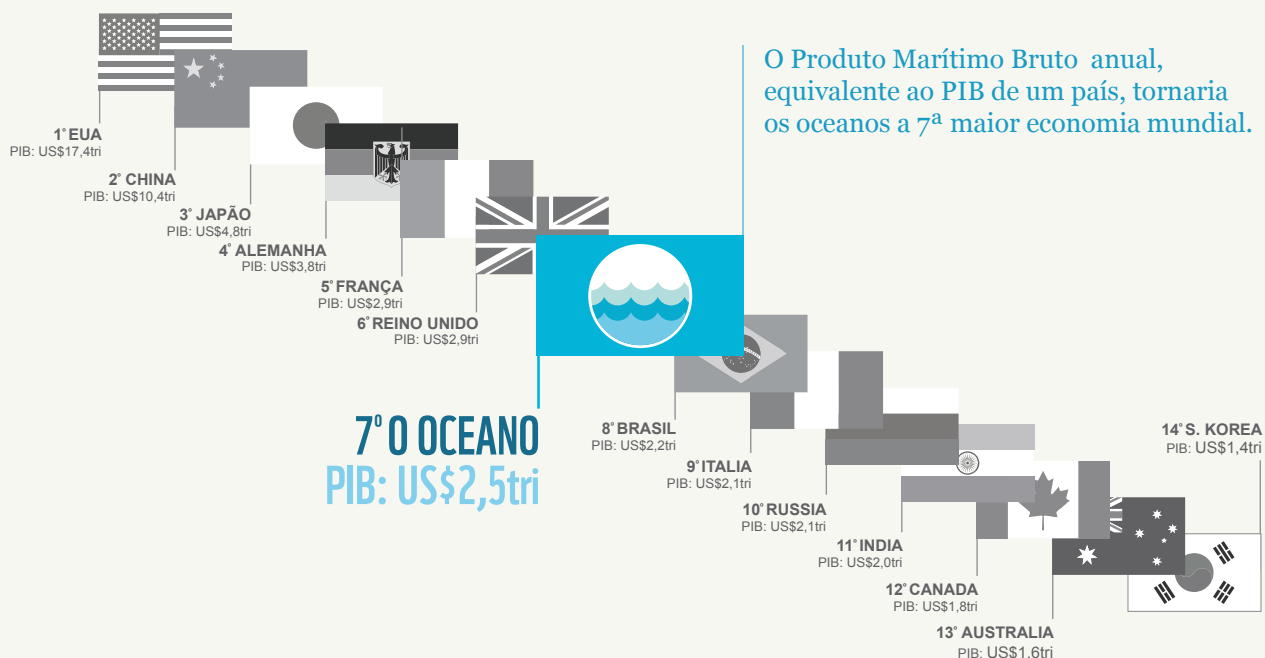 O Produto Marítimo Bruto anual,
equivalente ao PIB de um país, tornaria
os oceanos a 7ª maior economia mundial.
1° EUA
PIB: US$17,4tri
2° CHINA
PIB: US$10,4tri
3° JAPÃO
PIB: US$4,8tri
4° ALEMANHA
PIB: US$3,8tri
5° FRANÇA
PIB: US$2,9tri
6° REINO UNIDO
PIB: US$2,9tri
7º O OCEANO
PIB: US$2,5tri
8° BRASIL
PIB: US$2,2tri
9° ITALIA
PIB: US$2,1tri
10° RUSSIA
PIB: US$2,1tri
11° INDIA
PIB: US$2,0tri
12° CANADA
PIB: US$1,8tri
13° AUSTRALIA
PIB: US$1,6tri
14° S. KOREA
PIB: US$1,4tri